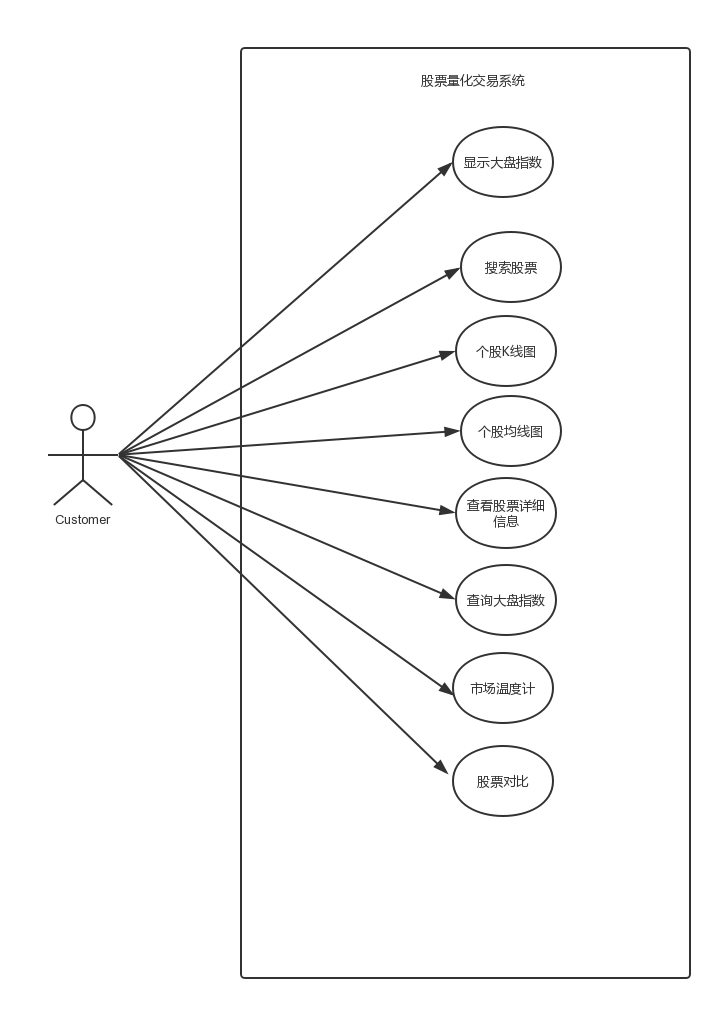 股票量化交易系统
显示大盘指数
搜索股票
个股K线图
个股均线图
查看股票详细
信息
查询大盘指数
市场温度计
股票对比
Customer